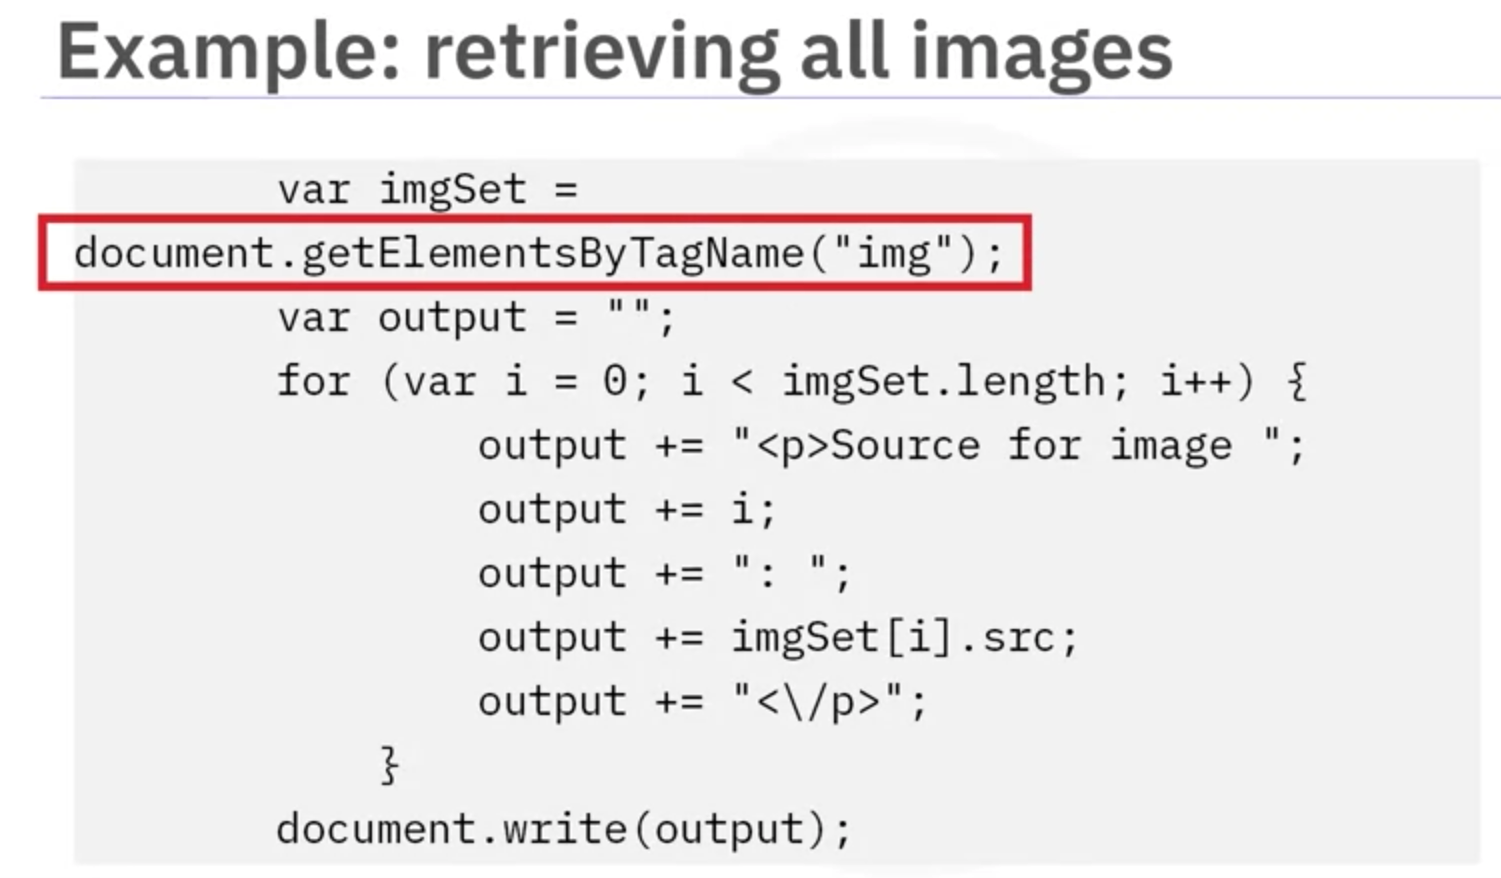 Example: retrieving all images
var imgSet =
document.getElementsByTagName("img");
var output = "";
for (var i = 0; i < imgSet.length; i++) {
output += "<p>Source for image ";
output += i;
output += ": ";
output += imgSet[i].src;
output += "<\/p>";
}
document.write(output);